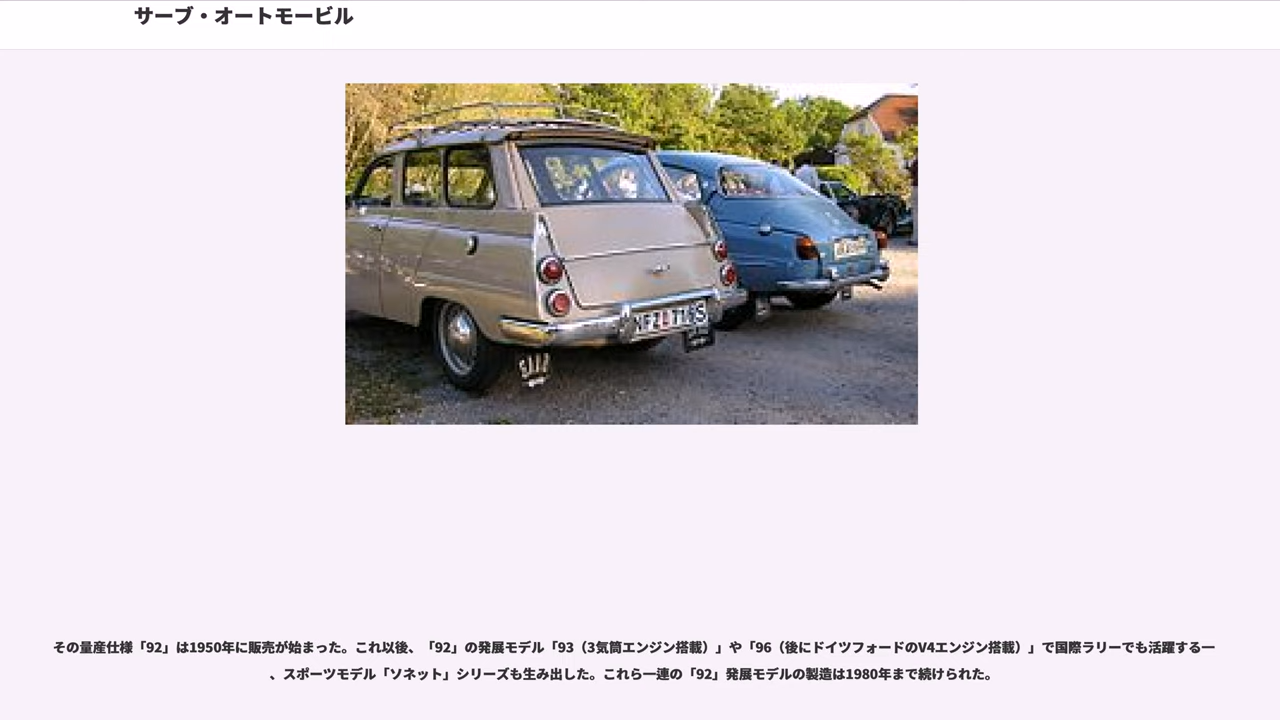 サーブ・オートモービル
その量産仕様「92」は1950年に販売が始まった。これ以後、「92」の発展モデル「93（3気筒エンジン搭載）」や「96（後にドイツフォードのV4エンジン搭載）」で国際ラリーでも活躍する一
、スポーツモデル「ソネット」シリーズも生み出した。これら一連の「92」発展モデルの製造は1980年まで続けられた。